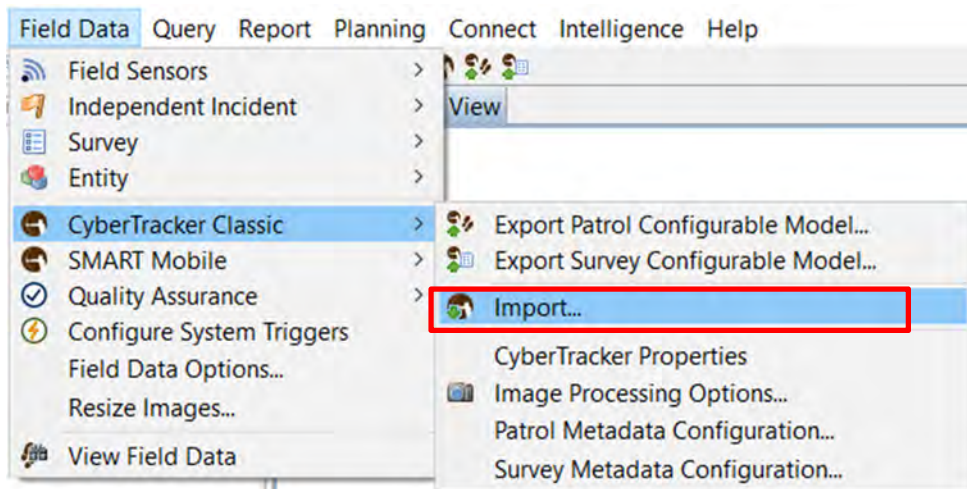 Field Data Query Report Planning Connect Intelligence Help
Field Sensors
View
Independent Incident
Survey
Entity
CyberTracker Classic
SMART Mobile
Quality Assurance
Configure System Triggers
Field Data Options...
Resize Images...
View Field Data
Export Patrol Configurable Model...
Export Survey Configurable Model...
Import...
CyberTracker Properties
Image Processing Options...
Patrol Metadata Configuration...
Survey Metadata Configuration...